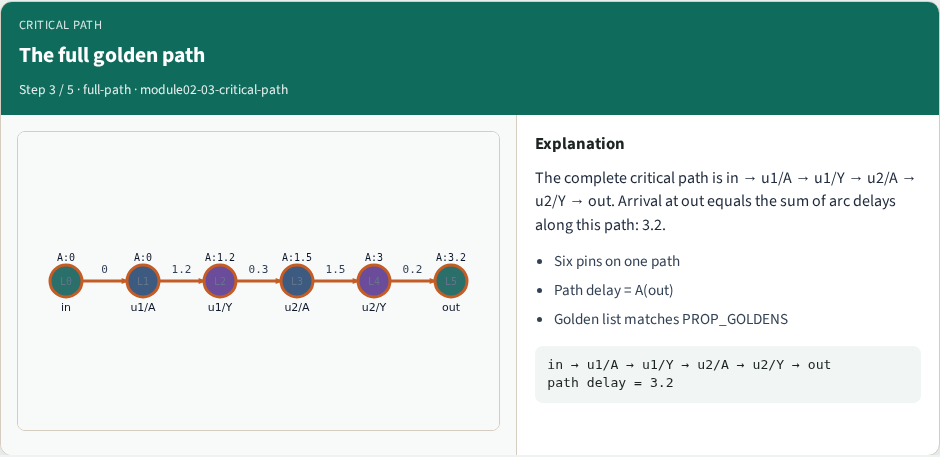 CRITICAL PATH
The full golden path
Step 3 / 5 · full-path · module02-03-critical-path
A:0 A:0 A:1.2 A:1.5 A:3 A:3.2
0 1.2 0.3 1.5 0.2
L0 L1 L2 L3 L4 L5
in u1/A u1/Y u2/A u2/Y out
Explanation
The complete critical path is in → u1/A → u1/Y → u2/A →
u2/Y → out. Arrival at out equals the sum of arc delays
along this path: 3.2.
• Six pins on one path
• Path delay = A(out)
• Golden list matches PROP_GOLDENS
in → u1/A → u1/Y → u2/A → u2/Y → out
path delay = 3.2